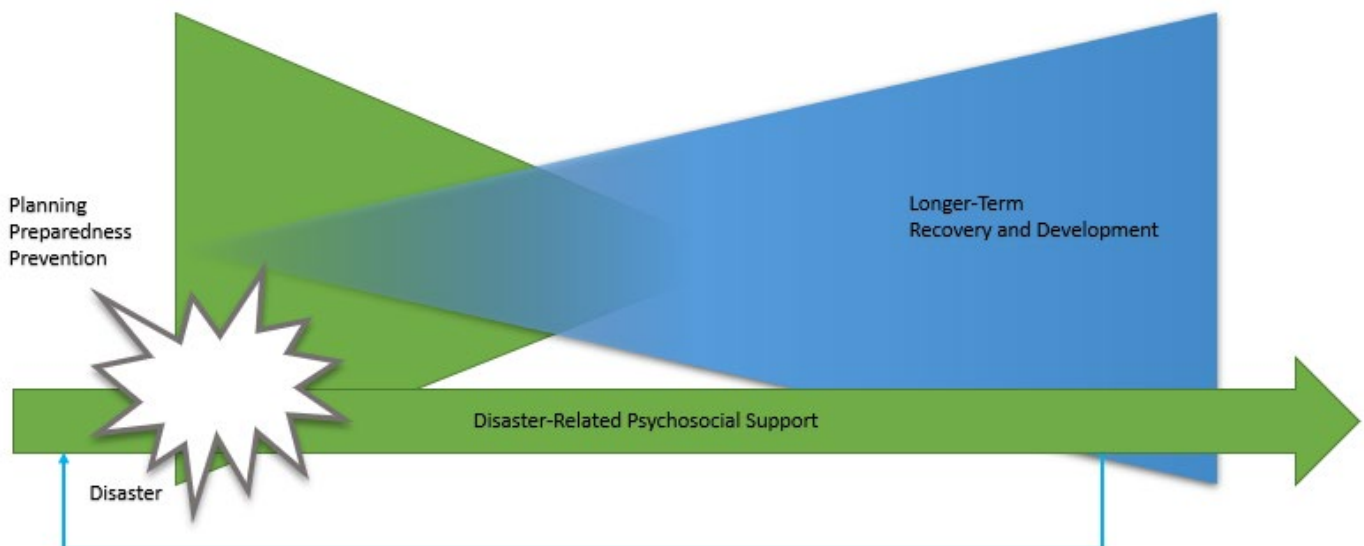 Planning
Preparedness
Prevention
Longer-Term
Recovery and Development
Disaster-Related Psychosocial Support
Disaster